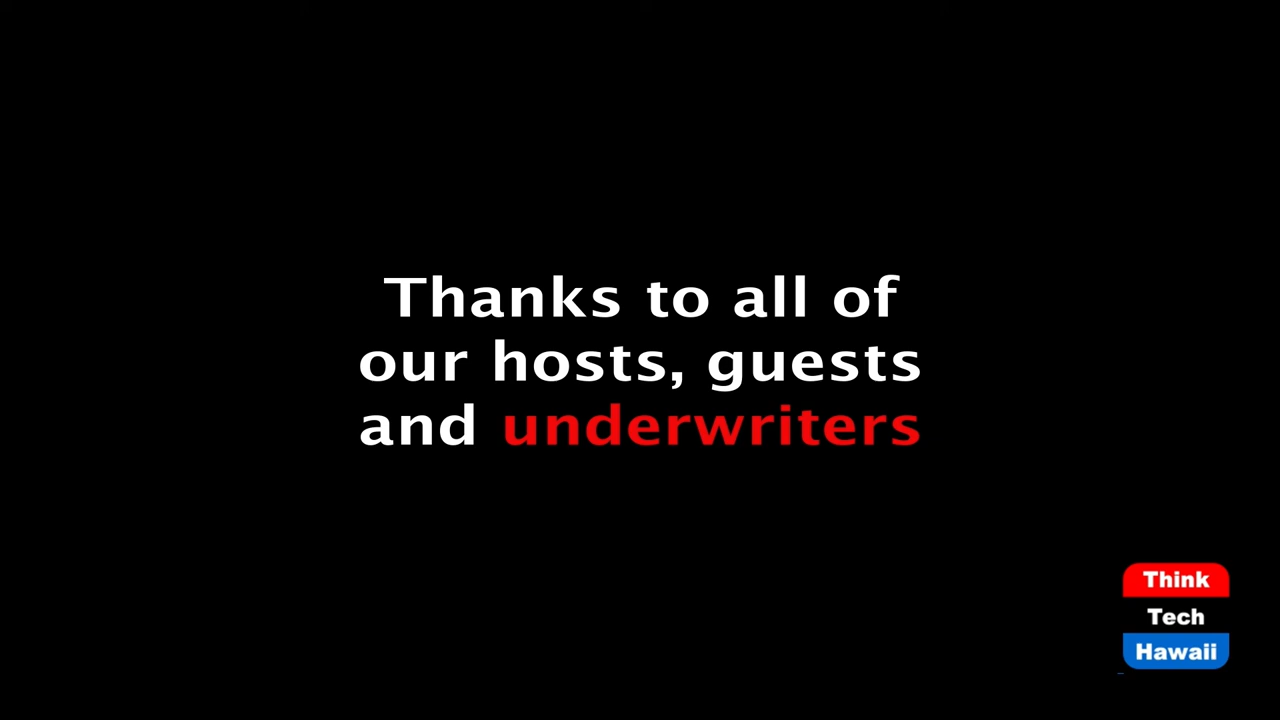 Thanks to all of
our hosts, guests
and underwriters
Think
Tech
Hawaii